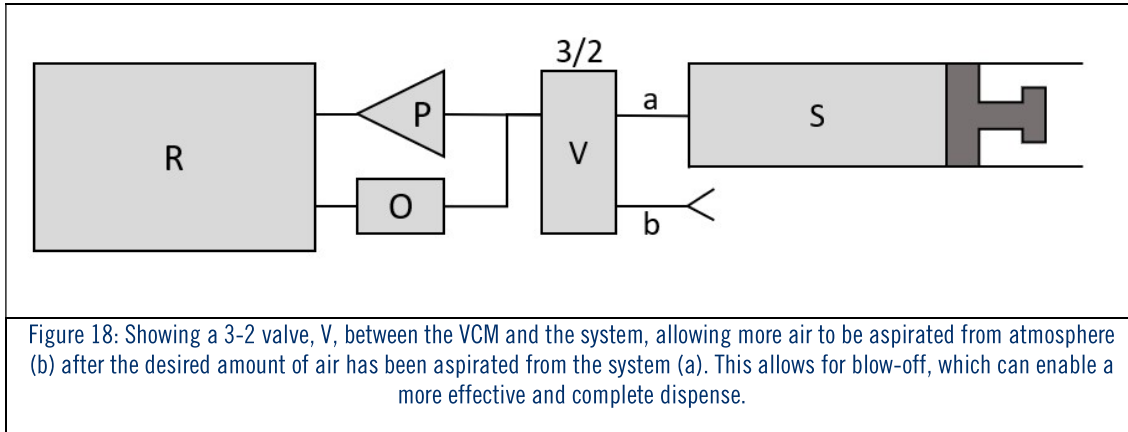 3/2
R
P
O
V
a
b
S
Figure 18: Showing a 3-2 valve, V, between the VCM and the system, allowing more air to be aspirated from atmosphere
(b) after the desired amount of air has been aspirated from the system (a). This allows for blow-off, which can enable a
more effective and complete dispense.